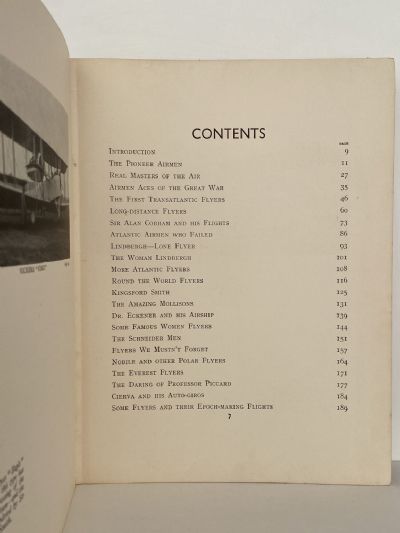 CONTENTS
PAGE
INTRODUCTION 9
THE PIONEER AIRMEN 11
REAL MASTERS OF THE AIR 27
AIRMEN ACES OF THE GREAT WAR 35
THE FIRST TRANSATLANTIC FLYERS 46
LONG-DISTANCE FLYERS 60
SIR ALAN COBHAM AND HIS FLIGHTS 73
ATLANTIC AIRMEN WHO FAILED 86
LINDBURGH—LONE FLYER 93
THE WOMAN LINDBERGH 101
MORE ATLANTIC FLYERS 108
ROUND THE WORLD FLYERS 116
KINGSFORD SMITH 125
THE AMAZING MOLLISONS 131
DR. ECKENER AND HIS AIRSHIP 139
SOME FAMOUS WOMEN FLYERS 144
THE SCHNEIDER MEN 151
FLYERS WE MUSTN'T FORGET 157
NOBILE AND OTHER POLAR FLYERS 164
THE EVEREST FLYERS 171
THE DARING OF PROFESSOR PICCARD 177
CIERVA AND HIS AUTO-GIROS 184
SOME FLYERS AND THEIR EPOCH-MAKING FLIGHTS 189
7